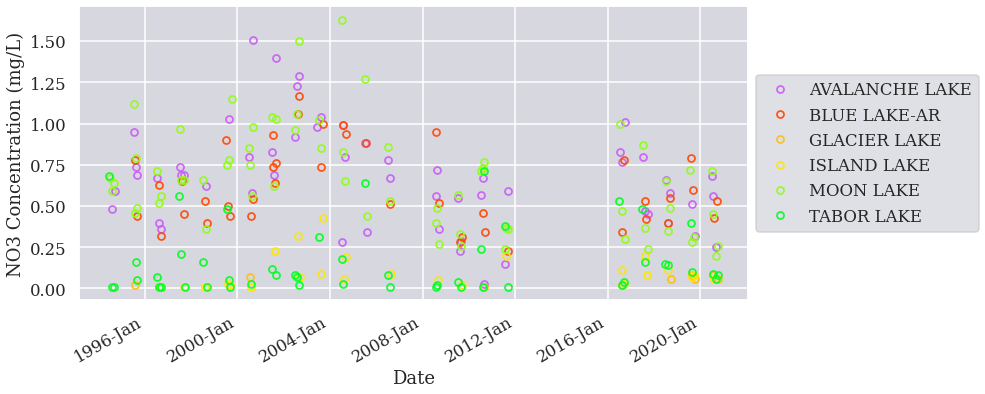 NO3 Concentration (mg/L)
1.50
1.25
1.00
0.75
0.50
0.25
0.00
1996-Jan
2000-Jan
2004-Jan
2008-Jan
2012-Jan
2016-Jan
2020-Jan
Date
AVALANCHE LAKE
BLUE LAKE-AR
GLACIER LAKE
ISLAND LAKE
MOON LAKE
TABOR LAKE